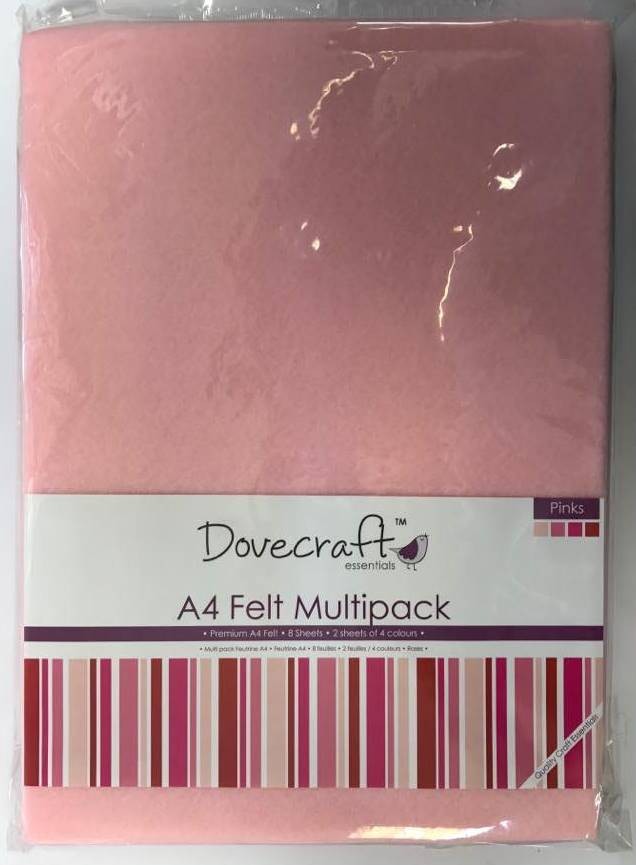 Pinks
Dovecraft™
essentials
A4 Felt Multipack
• Premium A4 Felt • 8 Sheets • 2 sheets of 4 colours •
• Multi pack Feutrine A4 • Feutrine A4 • 8 feuilles • 2 feuilles / 4 couleurs • Roses •
Quality Craft Essentials